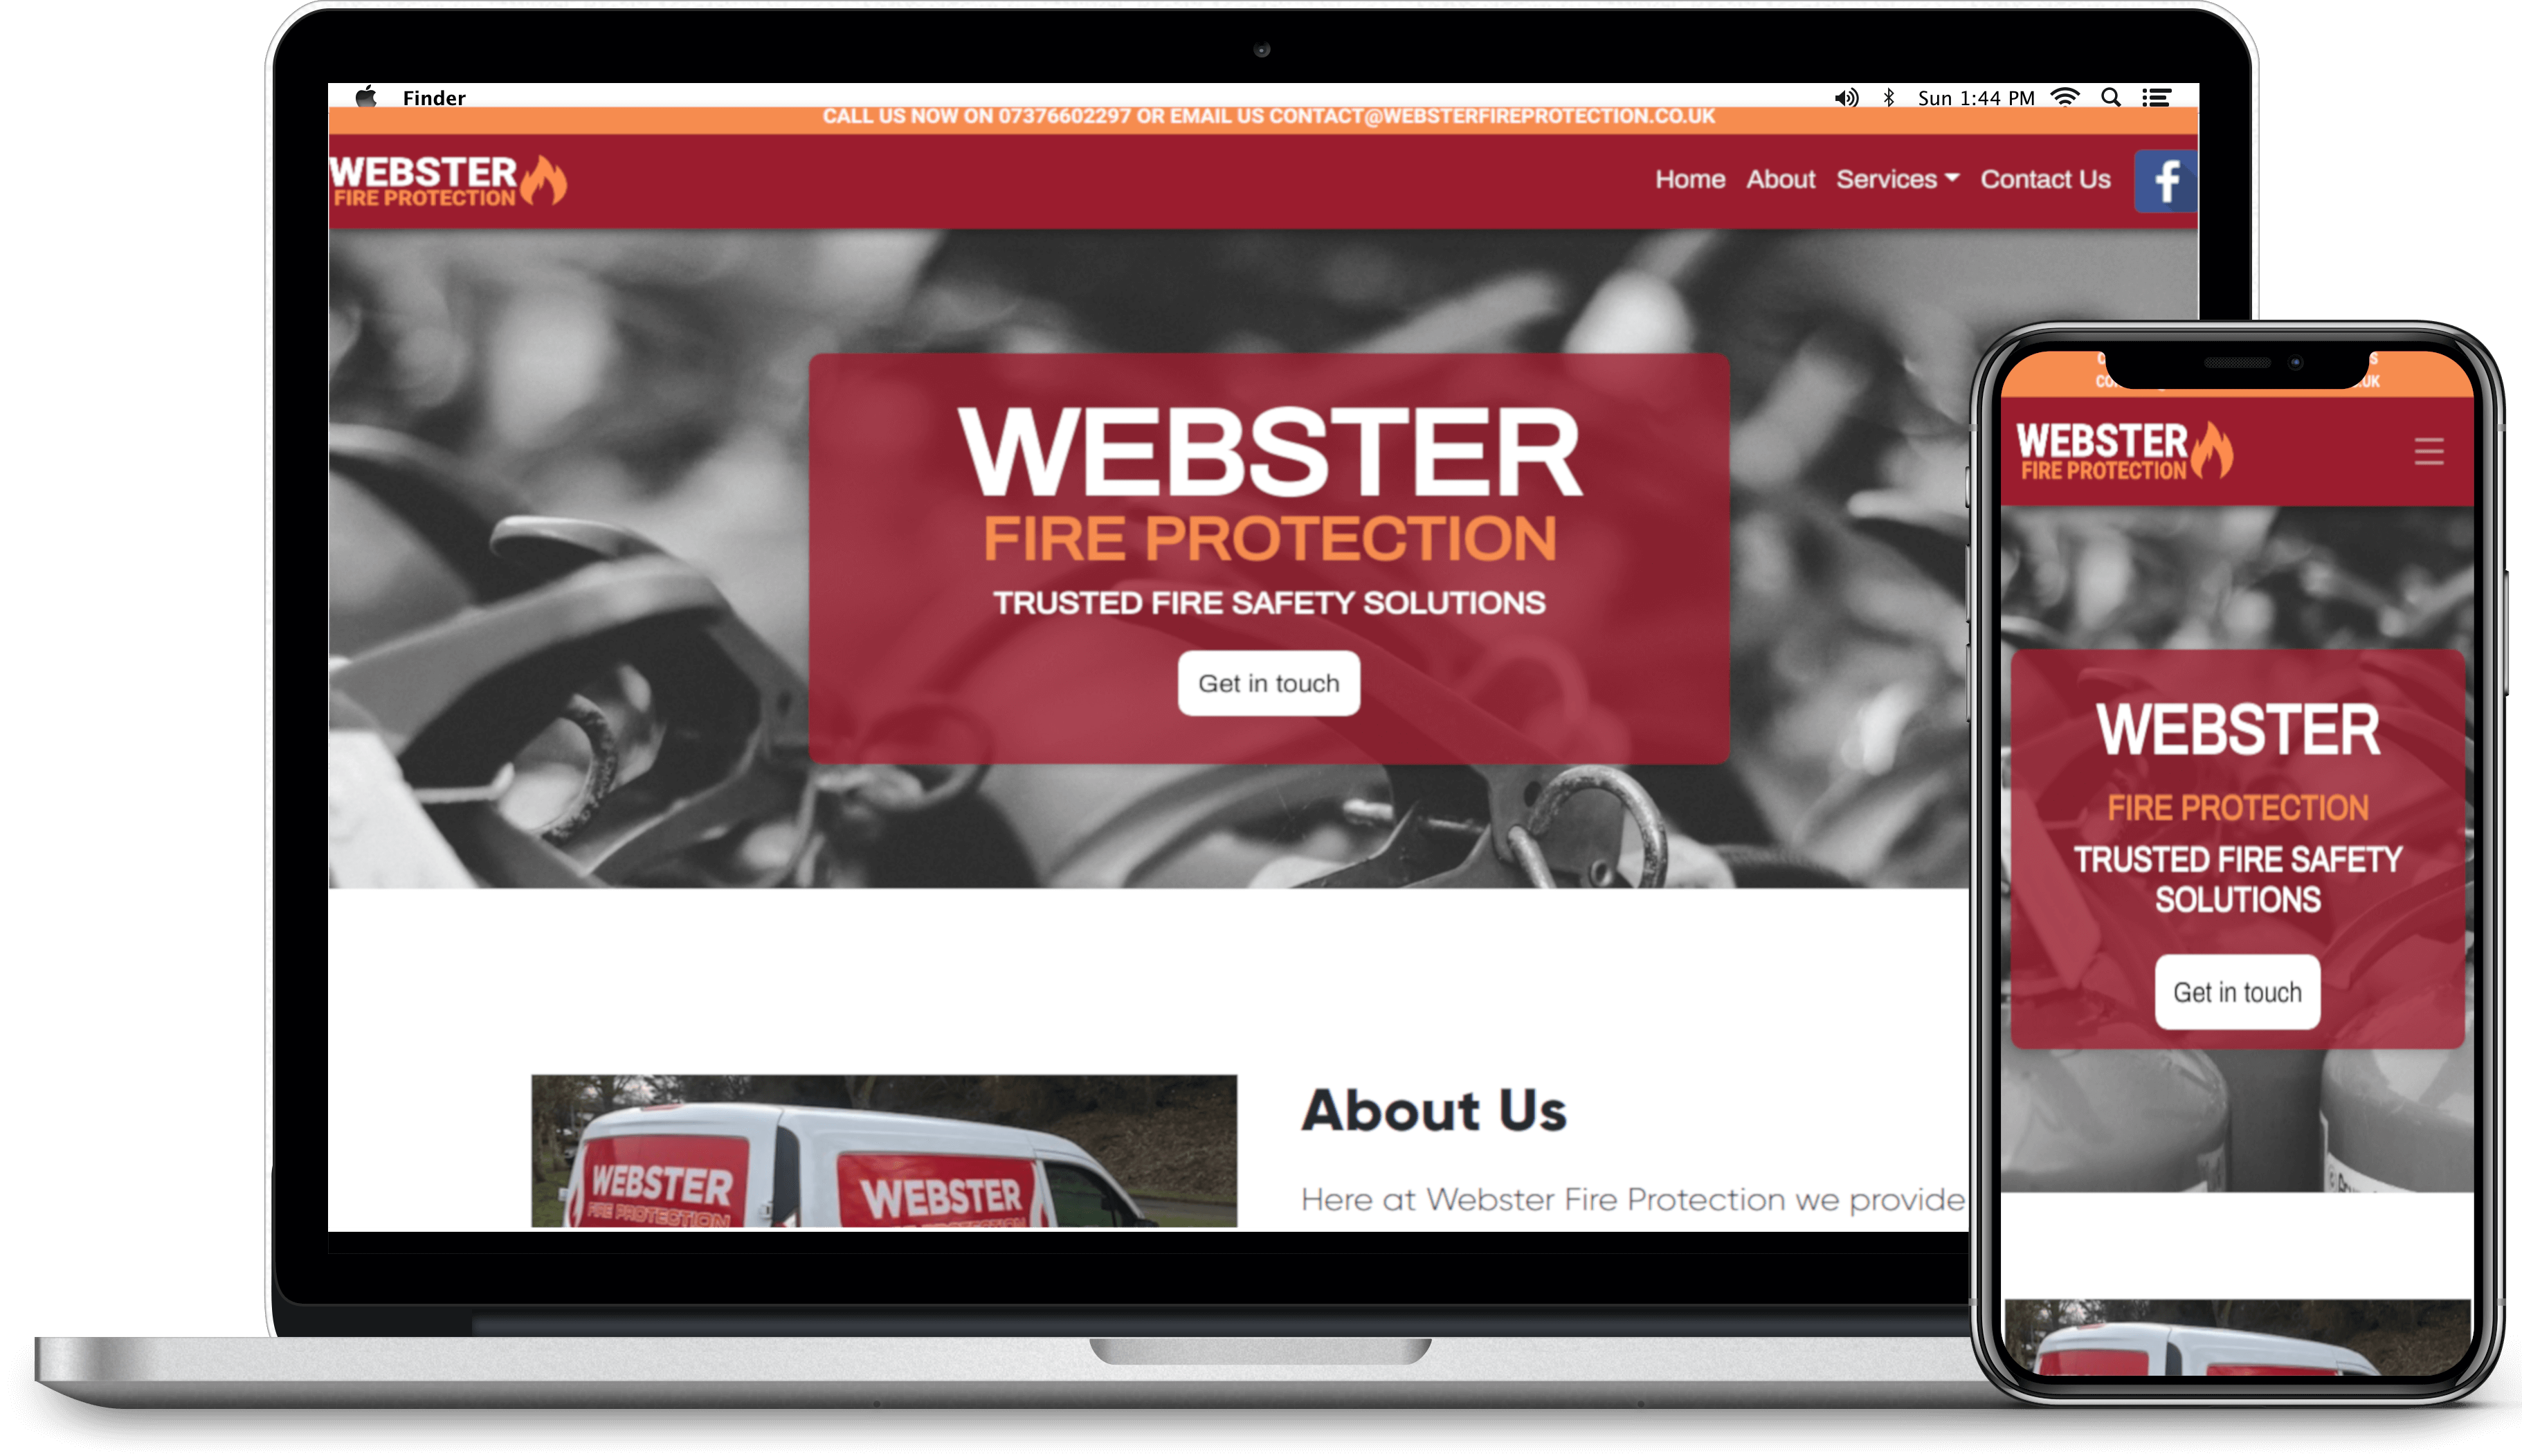 Finder
Sun 1:44 PM
CALL US NOW ON 07376602297 OR EMAIL US CONTACT@WEBSTERFIREPROTECTION.CO.UK
WEBSTER
FIRE PROTECTION
Home About Services Contact Us
f
WEBSTER
FIRE PROTECTION
TRUSTED FIRE SAFETY SOLUTIONS
Get in touch
WEBSTER
FIRE PROTECTION
WEBSTER
About Us
Here at Webster Fire Protection we provide
WEBSTER
FIRE PROTECTION
WEBSTER
FIRE PROTECTION
TRUSTED FIRE SAFETY
SOLUTIONS
Get in touch